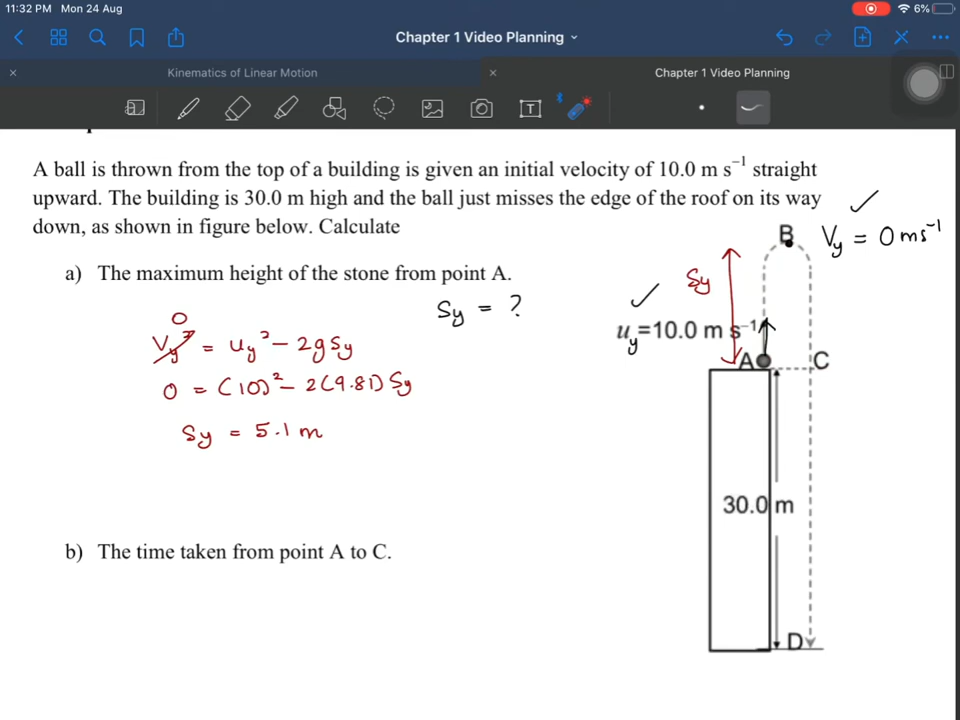 11:32 PM Mon 24 Aug
6%
Chapter 1 Video Planning
Kinematics of Linear Motion
Chapter 1 Video Planning
A ball is thrown from the top of a building is given an initial velocity of 10.0 m s⁻¹ straight
upward. The building is 30.0 m high and the ball just misses the edge of the roof on its way
down, as shown in figure below. Calculate
a) The maximum height of the stone from point A.
Sy = ?
0
Vy² = uy² - 2gSy
0 = (10)² - 2(9.81) Sy
Sy = 5.1 m
b) The time taken from point A to C.
B
Vy = 0 ms⁻¹
Sy
uy=10.0 m s⁻¹
A
C
30.0 m
D